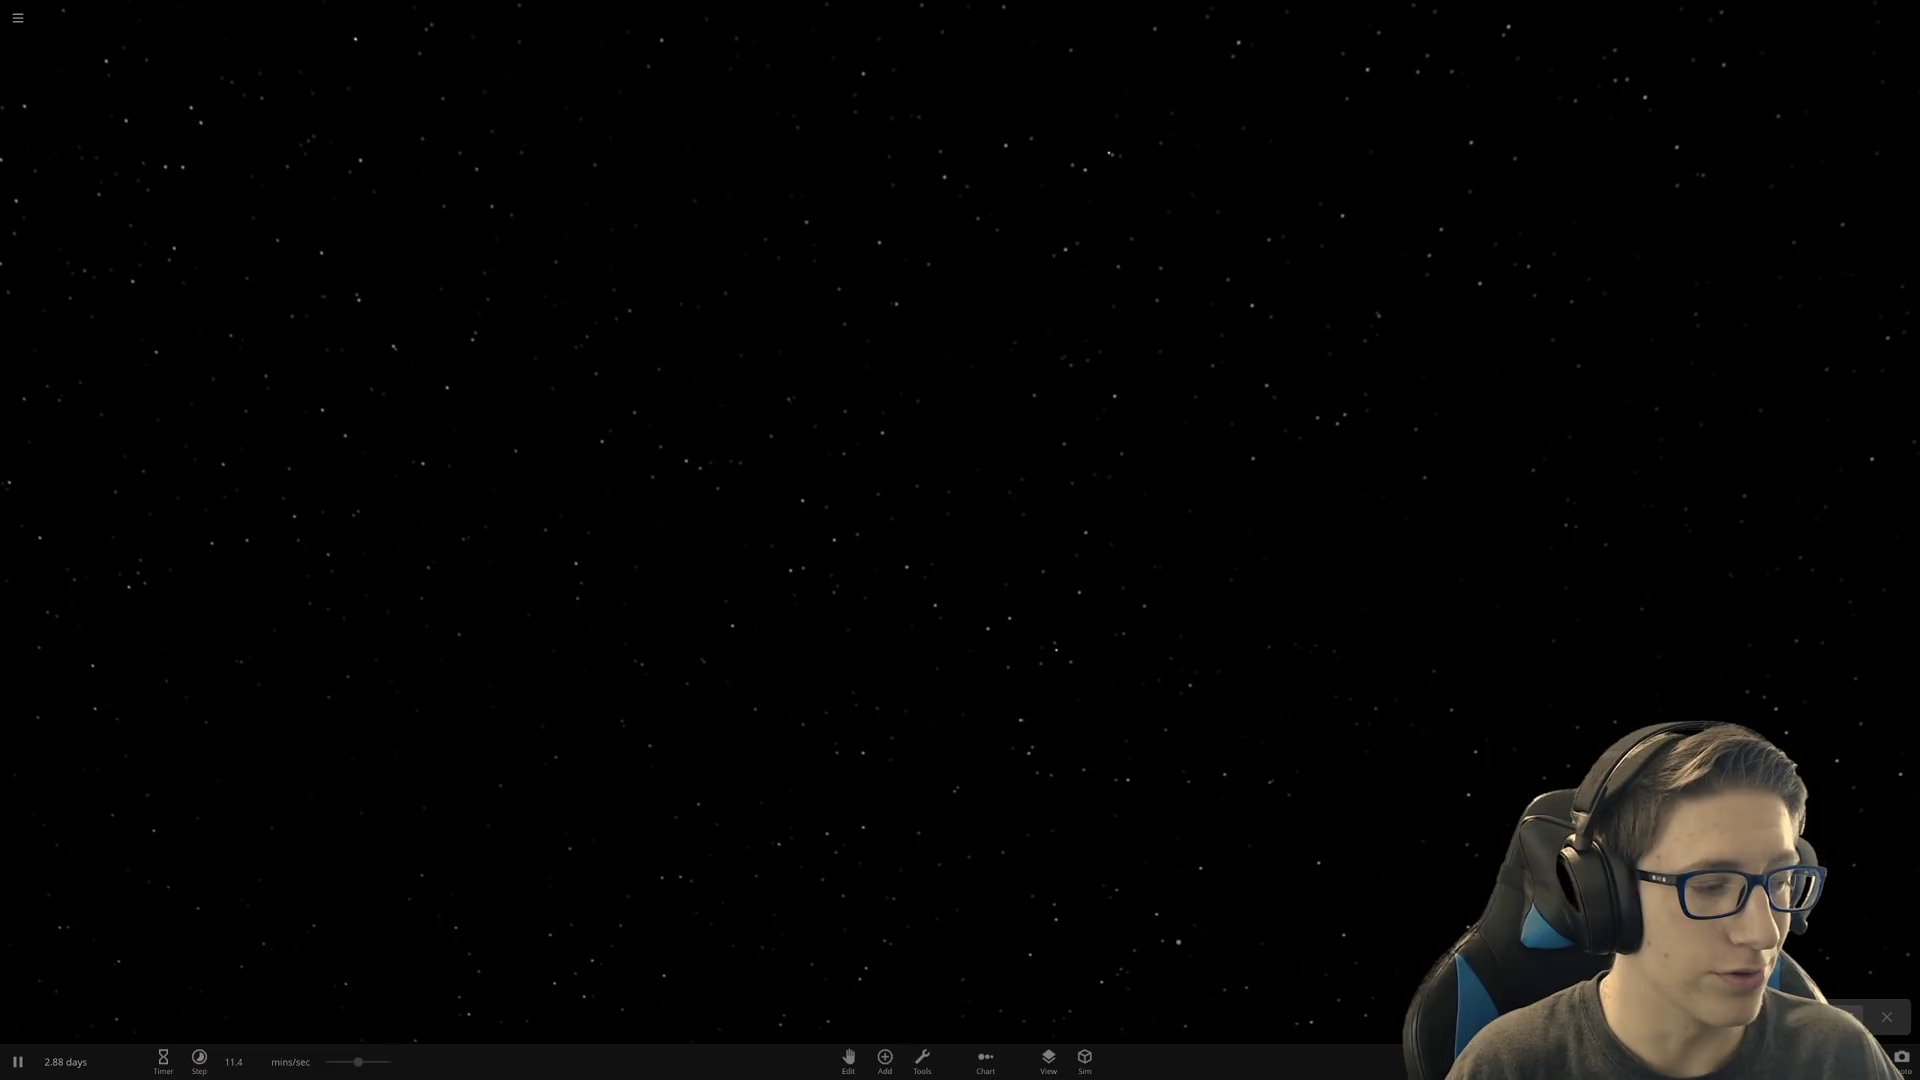 2.88 days
Timer
Step
11.4
mins/sec
Edit
Add
Tools
Chart
View
Sim